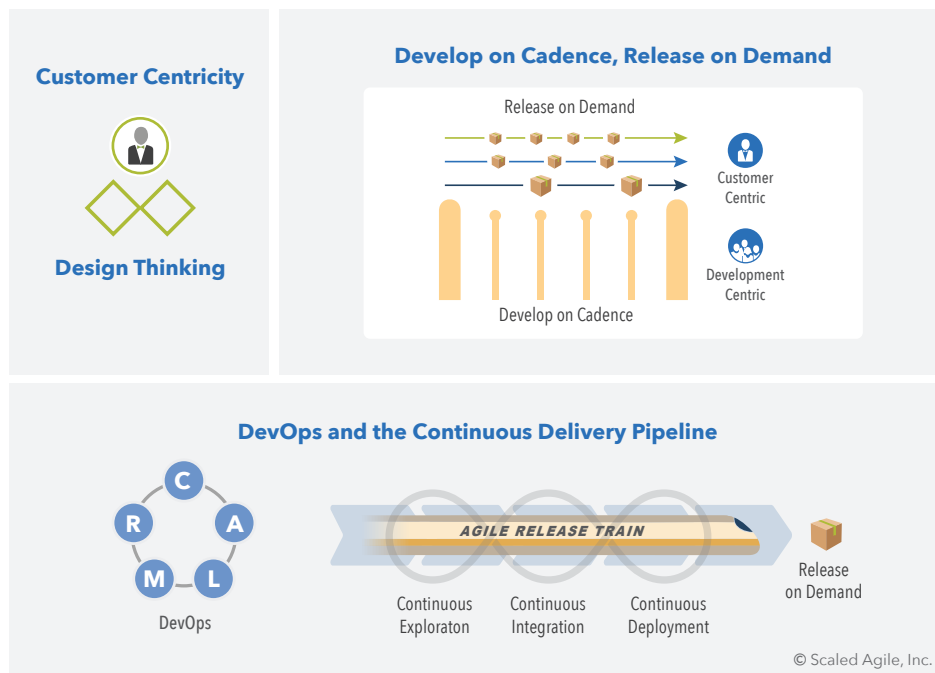 Customer Centricity
Design Thinking
Develop on Cadence, Release on Demand
Release on Demand
Customer
Centric
Development
Centric
Develop on Cadence
DevOps and the Continuous Delivery Pipeline
C
R
A
M
L
DevOps
AGILE RELEASE TRAIN
Continuous
Exploraton
Continuous
Integration
Continuous
Deployment
Release
on Demand
© Scaled Agile, Inc.